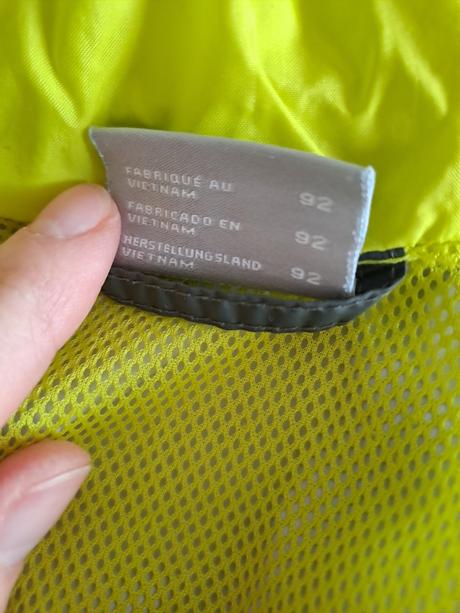 FABRIQUÉ AU
VIETNAM 92
FABRICADO EN
VIETNAM 92
HERSTELLUNGSLAND
VIETNAM 92